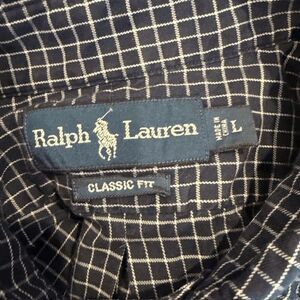 Ralph Lauren
MADE IN
CHINA
L
CLASSIC FIT